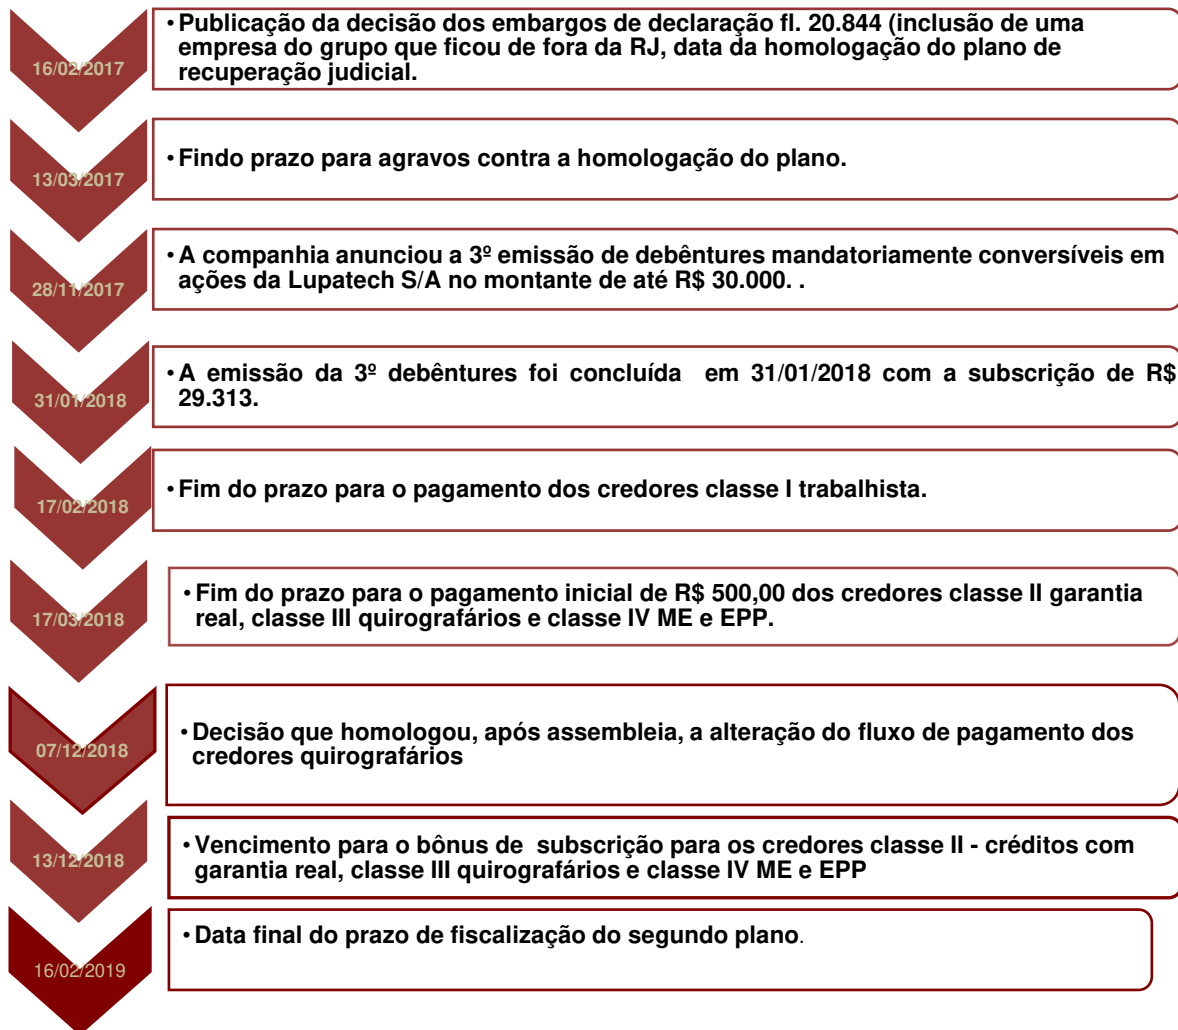 16/02/2017
• Publicação da decisão dos embargos de declaração fl. 20.844 (inclusão de uma
empresa do grupo que ficou de fora da RJ, data da homologação do plano de
recuperação judicial.
13/03/2017
• Findo prazo para agravos contra a homologação do plano.
28/11/2017
• A companhia anunciou a 3º emissão de debêntures mandatoriamente conversíveis em
ações da Lupatech S/A no montante de até R$ 30.000. .
31/01/2018
• A emissão da 3º debêntures foi concluída em 31/01/2018 com a subscrição de R$
29.313.
17/02/2018
• Fim do prazo para o pagamento dos credores classe I trabalhista.
17/03/2018
• Fim do prazo para o pagamento inicial de R$ 500,00 dos credores classe II garantia
real, classe III quirografários e classe IV ME e EPP.
07/12/2018
• Decisão que homologou, após assembleia, a alteração do fluxo de pagamento dos
credores quirografários
13/12/2018
• Vencimento para o bônus de subscrição para os credores classe II - créditos com
garantia real, classe III quirografários e classe IV ME e EPP
16/02/2019
• Data final do prazo de fiscalização do segundo plano.